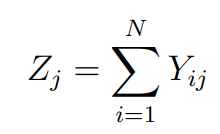 $Z_j = \sum_{i=1}^{N} Y_{ij}$